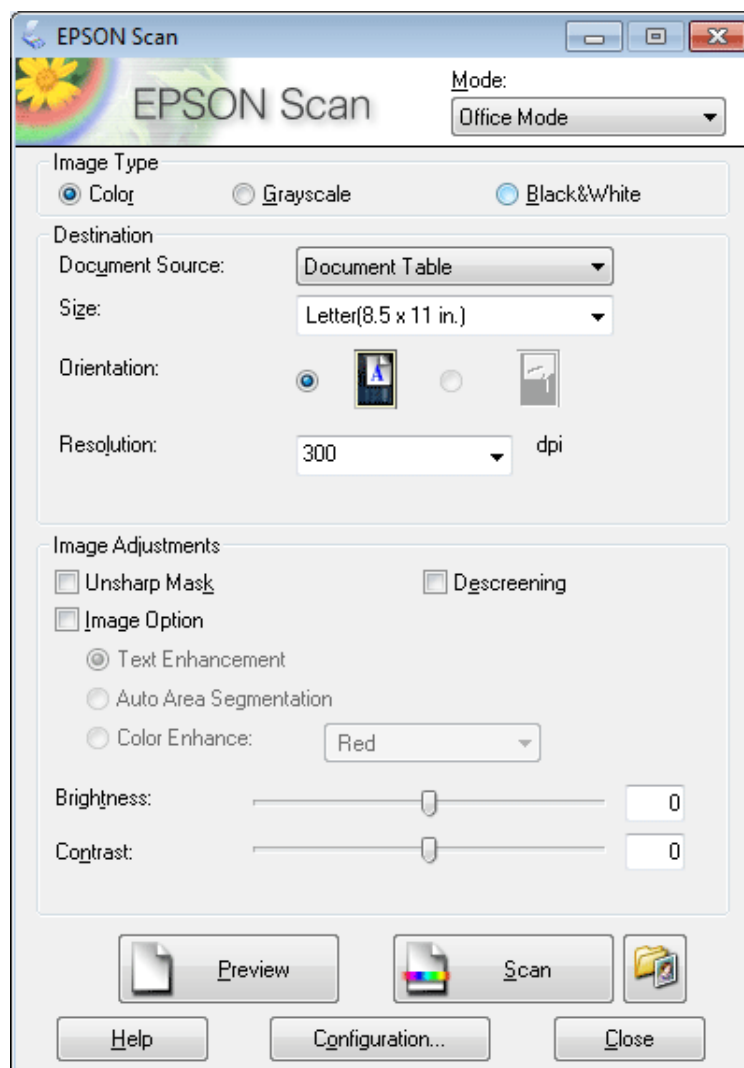 EPSON Scan
EPSON Scan
Mode:
Office Mode
Image Type
Color
Grayscale
Black&White
Destination
Document Source:
Document Table
Size:
Letter(8.5 x 11 in.)
Orientation:
A
Resolution:
300
dpi
Image Adjustments
Unsharp Mask
Descreening
Image Option
Text Enhancement
Auto Area Segmentation
Color Enhance:
Red
Brightness:
0
Contrast:
0
Preview
Scan
Help
Configuration...
Close